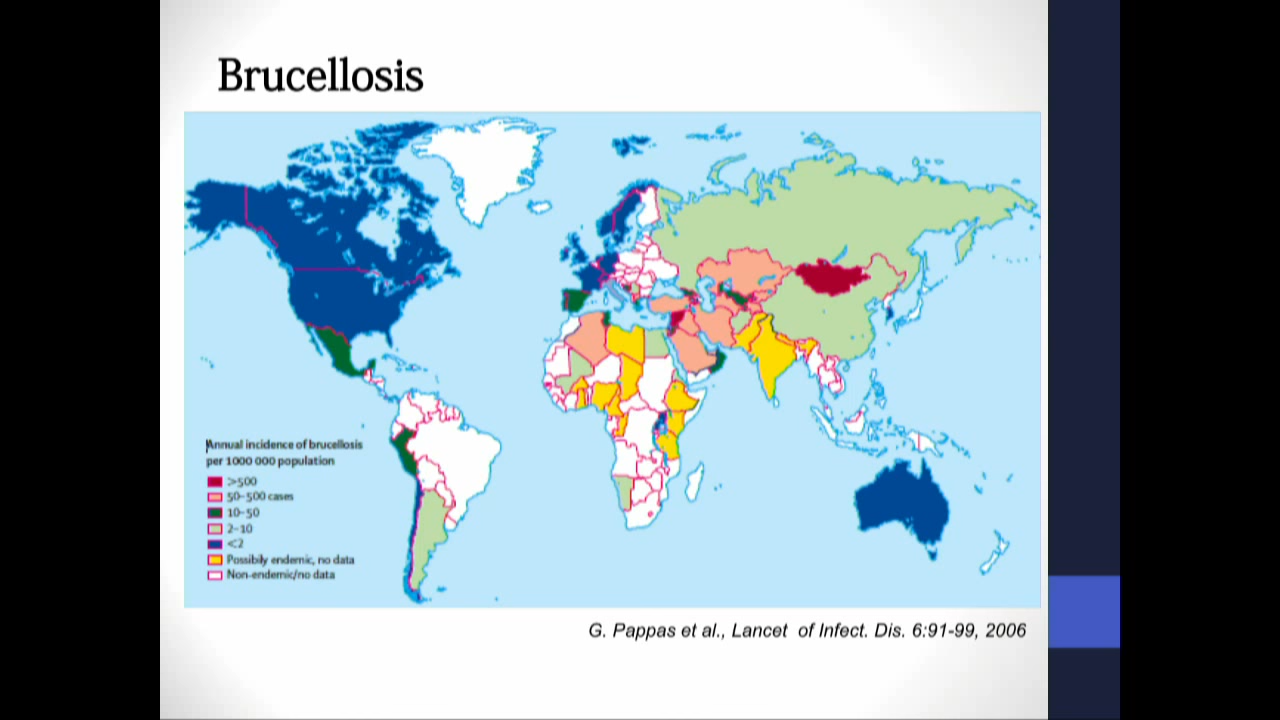 Brucellosis
Annual incidence of brucellosis
per 1000 000 population
>500
50–500 cases
10–50
2–10
<2
Possibily endemic, no data
Non-endemic/no data
G. Pappas et al., Lancet of Infect. Dis. 6:91-99, 2006